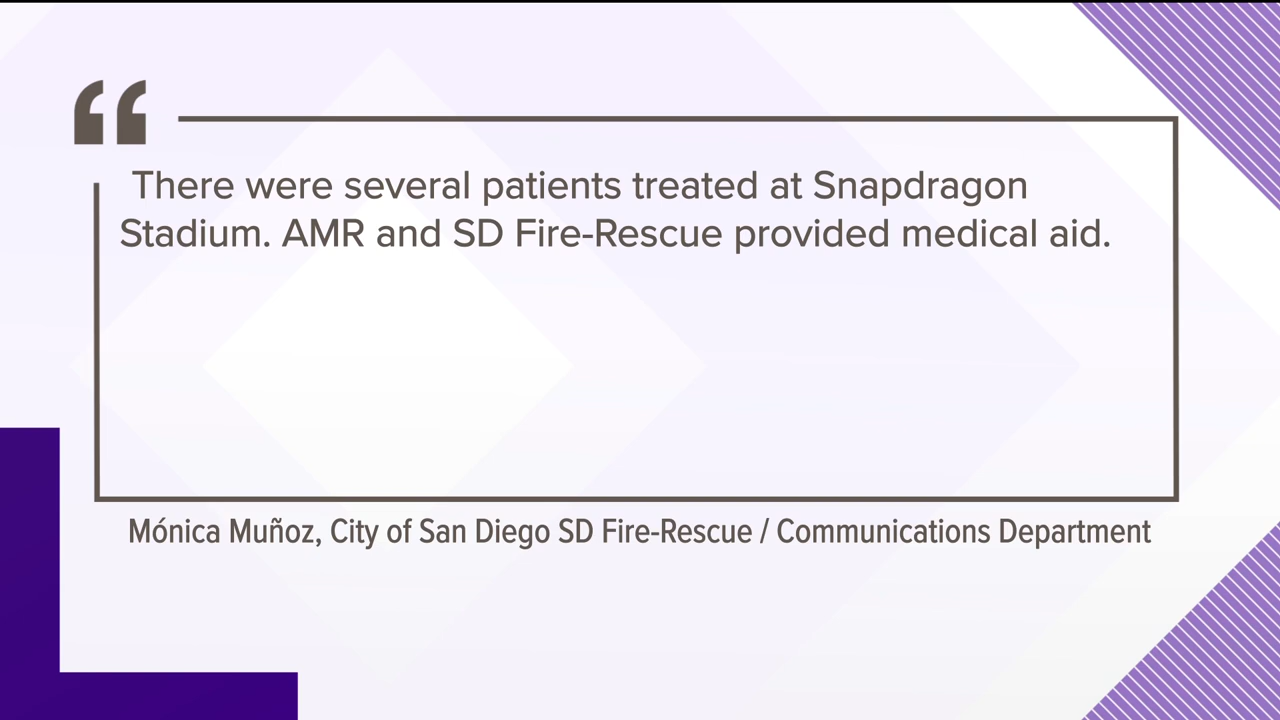 “
There were several patients treated at Snapdragon
Stadium. AMR and SD Fire-Rescue provided medical aid.
Mónica Muñoz, City of San Diego SD Fire-Rescue / Communications Department